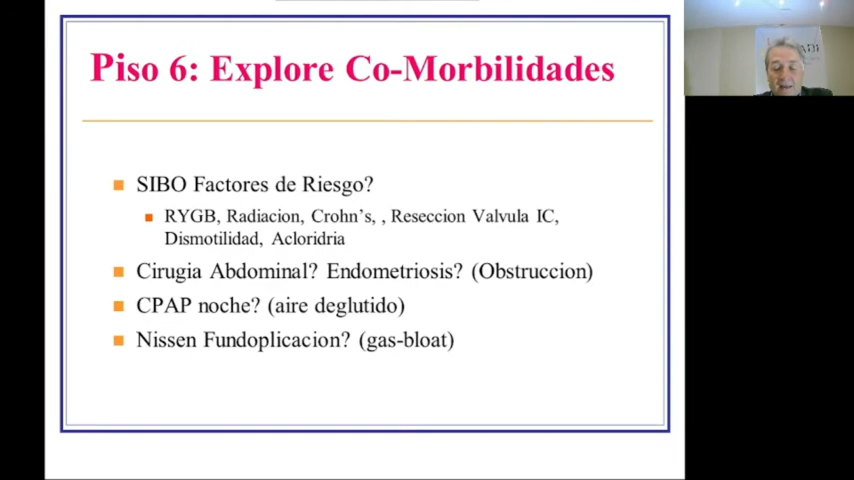 Piso 6: Explore Co-Morbilidades
SIBO Factores de Riesgo?
RYGB, Radiacion, Crohn's, , Reseccion Valvula IC,
Dismotilidad, Acloridria
Cirugia Abdominal? Endometriosis? (Obstruccion)
CPAP noche? (aire deglutido)
Nissen Fundoplicacion? (gas-bloat)